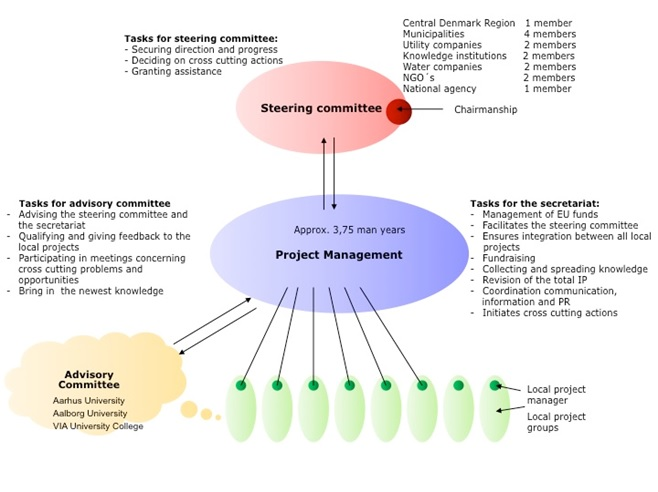 Tasks for steering committee:
- Securing direction and progress
- Deciding on cross cutting actions
- Granting assistance
Central Denmark Region 1 member
Municipalities 4 members
Utility companies 2 members
Knowledge institutions 2 members
Water companies 2 members
NGO´s 2 members
National agency 1 member
Steering committee
Chairmanship
Tasks for advisory committee
- Advising the steering committee and
the secretariat
- Qualifying and giving feedback to the
local projects
- Participating in meetings concerning
cross cutting problems and
opportunities
- Bring in the newest knowledge
Approx. 3,75 man years
Project Management
Tasks for the secretariat:
- Management of EU funds
- Facilitates the steering committee
- Ensures integration between all local
projects
- Fundraising
- Collecting and spreading knowledge
- Revision of the total IP
- Coordination communication,
information and PR
- Initiates cross cutting actions
Advisory
Committee
Aarhus University
Aalborg University
VIA University College
Local project
manager
Local project
groups